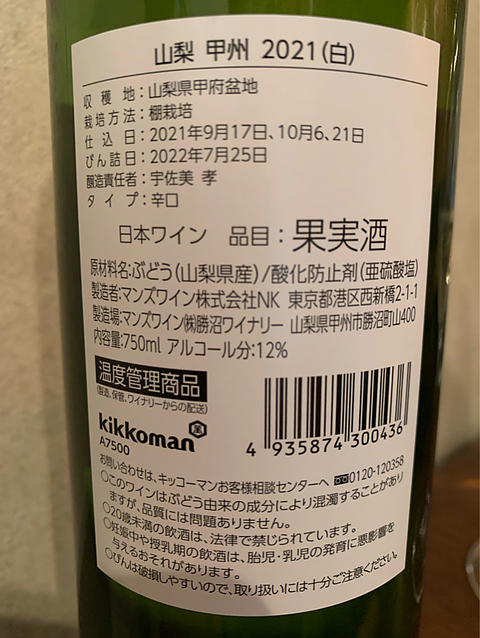 山梨 甲州 2021(白)
収穫地:山梨県甲府盆地
栽培方法:棚栽培
仕込日:2021年9月17日、10月6、21日
びん詰日:2022年7月25日
醸造責任者:宇佐美 孝
タイプ:辛口
日本ワイン 品目:果実酒
原材料名:ぶどう(山梨県産)/酸化防止剤(亜硫酸塩)
製造者:マンズワイン株式会社NK 東京都港区西新橋2-1-1
製造場:マンズワイン㈱勝沼ワイナリー 山梨県甲州市勝沼町山400
内容量:750ml アルコール分:12%
温度管理商品
(製造、保管、ワイナリーからの配送)
kikkoman
A7500
4 935874 300436
お問い合わせは、キッコーマンお客様相談センターへ 0120-120358
○このワインはぶどう由来の成分により混濁することがあり
ますが、品質には問題ありません。
○20歳未満の飲酒は、法律で禁じられています。
○妊娠中や授乳期の飲酒は、胎児・乳児の発育に悪影響を
与えるおそれがあります。
○びんは破損しやすいので、取り扱いには十分ご注意ください。